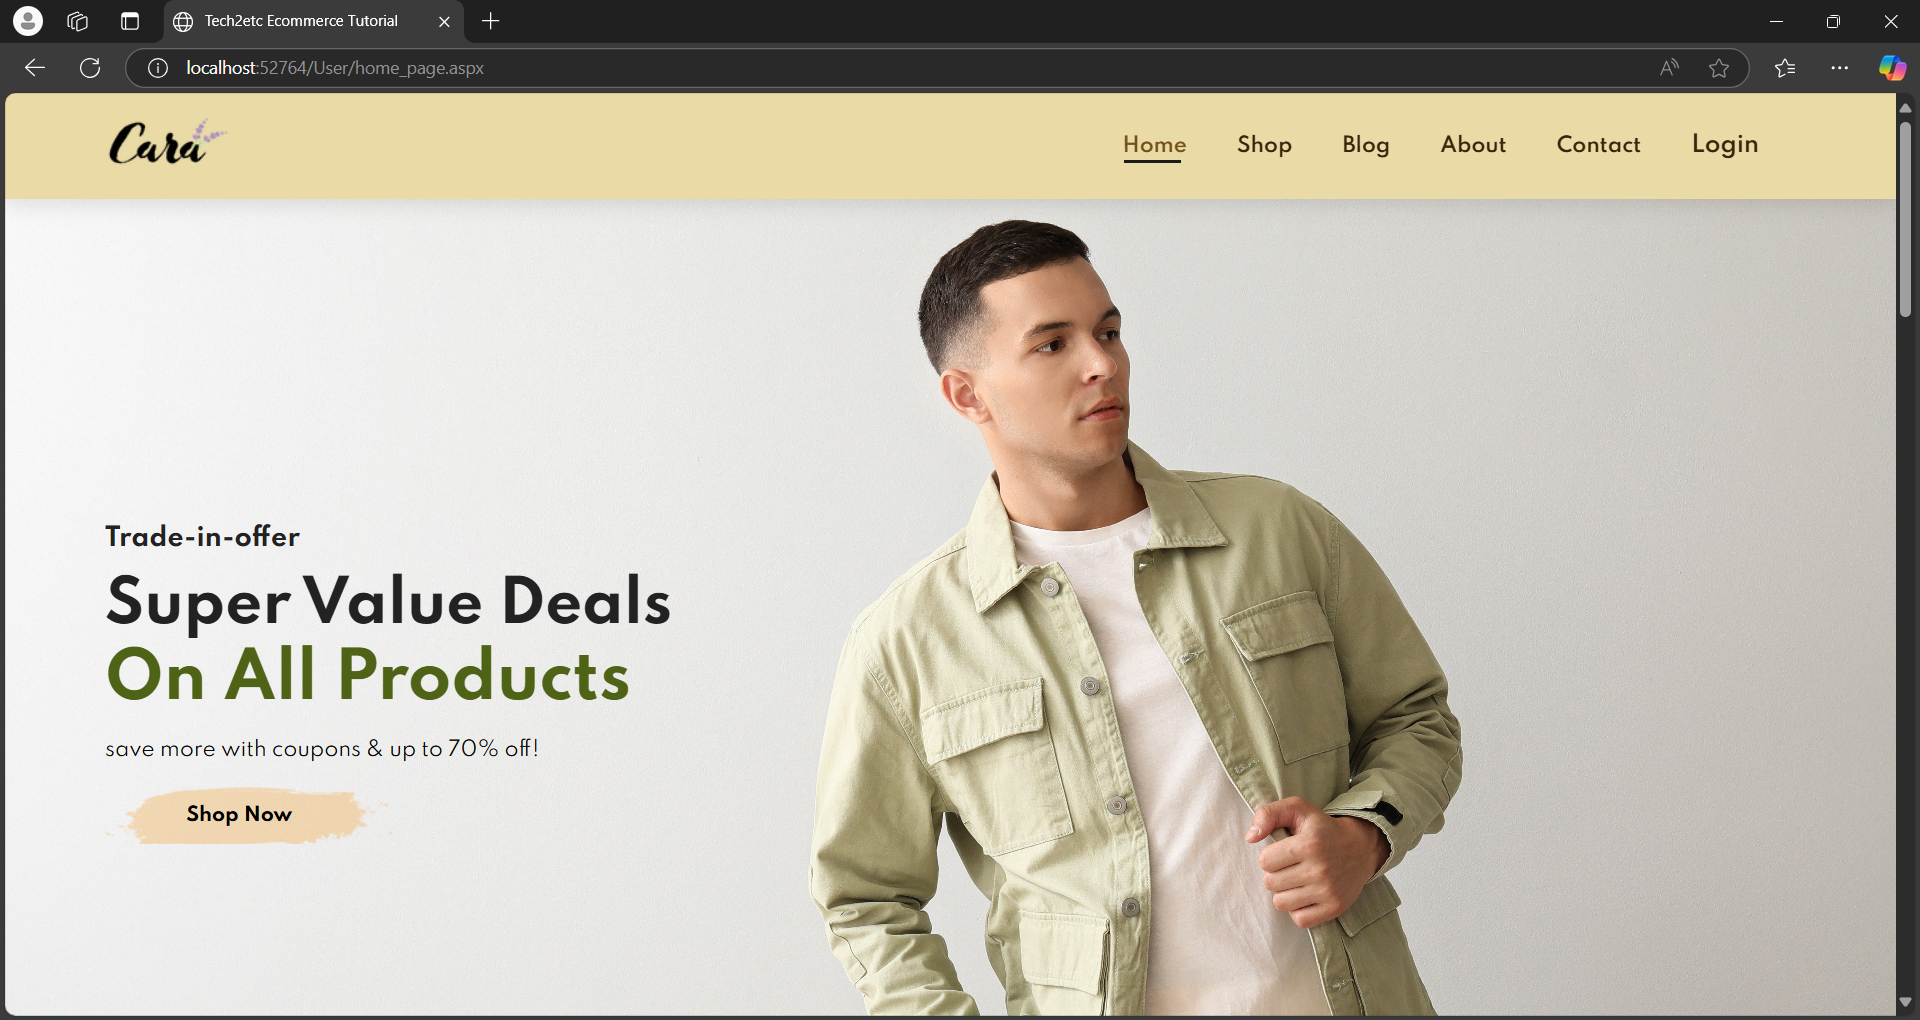 Tech2etc Ecommerce Tutorial
localhost:52764/User/home_page.aspx
Cara
Home Shop Blog About Contact Login
Trade-in-offer
Super Value Deals
On All Products
save more with coupons & up to 70% off!
Shop Now